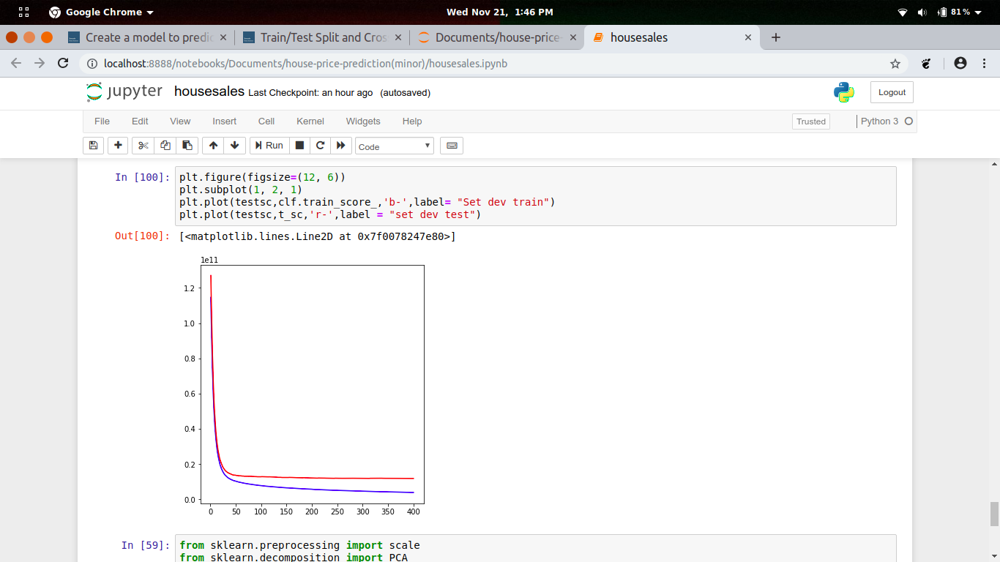 Google Chrome
Wed Nov 21, 1:46 PM
81%
Create a model to predic
Train/Test Split and Cros
Documents/house-price-
housesales
localhost:8888/notebooks/Documents/house-price-prediction(minor)/housesales.ipynb
jupyter housesales Last Checkpoint: an hour ago (autosaved)
Logout
File Edit View Insert Cell Kernel Widgets Help
Trusted
Python 3
Run
Code
In [100]: plt.figure(figsize=(12, 6))
plt.subplot(1, 2, 1)
plt.plot(testsc,clf.train_score_,'b-',label= "Set dev train")
plt.plot(testsc,t_sc,'r-',label = "set dev test")
Out[100]: [<matplotlib.lines.Line2D at 0x7f0078247e80>]
1e11
1.2
1.0
0.8
0.6
0.4
0.2
0.0
0 50 100 150 200 250 300 350 400
In [59]: from sklearn.preprocessing import scale
from sklearn.decomposition import PCA